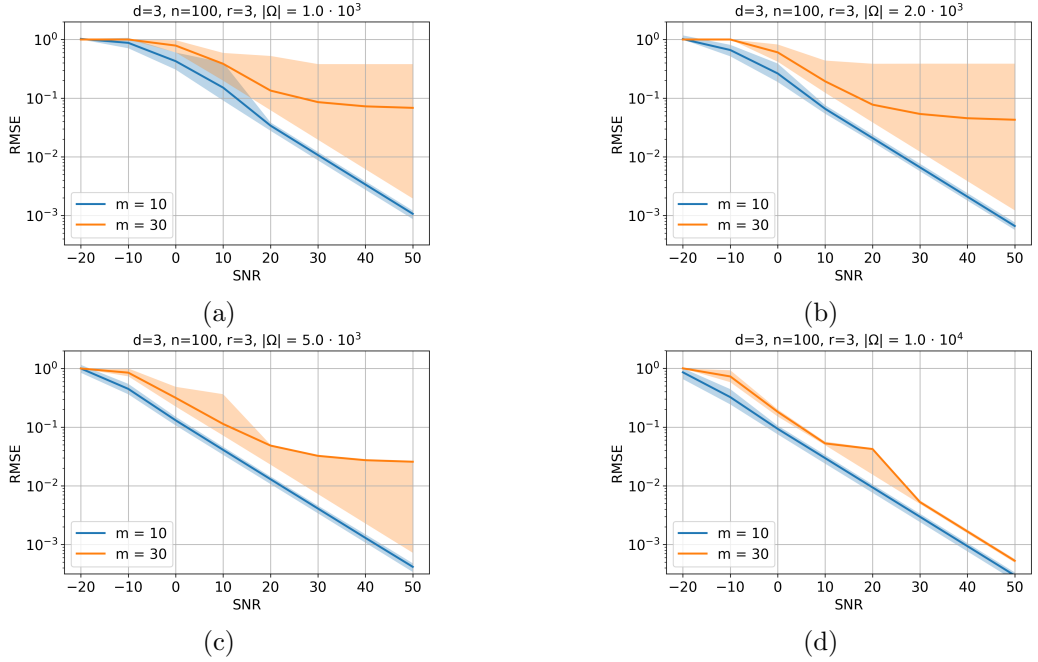 d=3, n=100, r=3, |Ω| = 1.0 · 10³
RMSE
10⁰
10⁻¹
10⁻²
10⁻³
m = 10
m = 30
−20 −10 0 10 20 30 40 50
SNR
(a)
d=3, n=100, r=3, |Ω| = 2.0 · 10³
RMSE
10⁰
10⁻¹
10⁻²
10⁻³
m = 10
m = 30
−20 −10 0 10 20 30 40 50
SNR
(b)
d=3, n=100, r=3, |Ω| = 5.0 · 10³
RMSE
10⁰
10⁻¹
10⁻²
10⁻³
m = 10
m = 30
−20 −10 0 10 20 30 40 50
SNR
(c)
d=3, n=100, r=3, |Ω| = 1.0 · 10⁴
RMSE
10⁰
10⁻¹
10⁻²
10⁻³
m = 10
m = 30
−20 −10 0 10 20 30 40 50
SNR
(d)